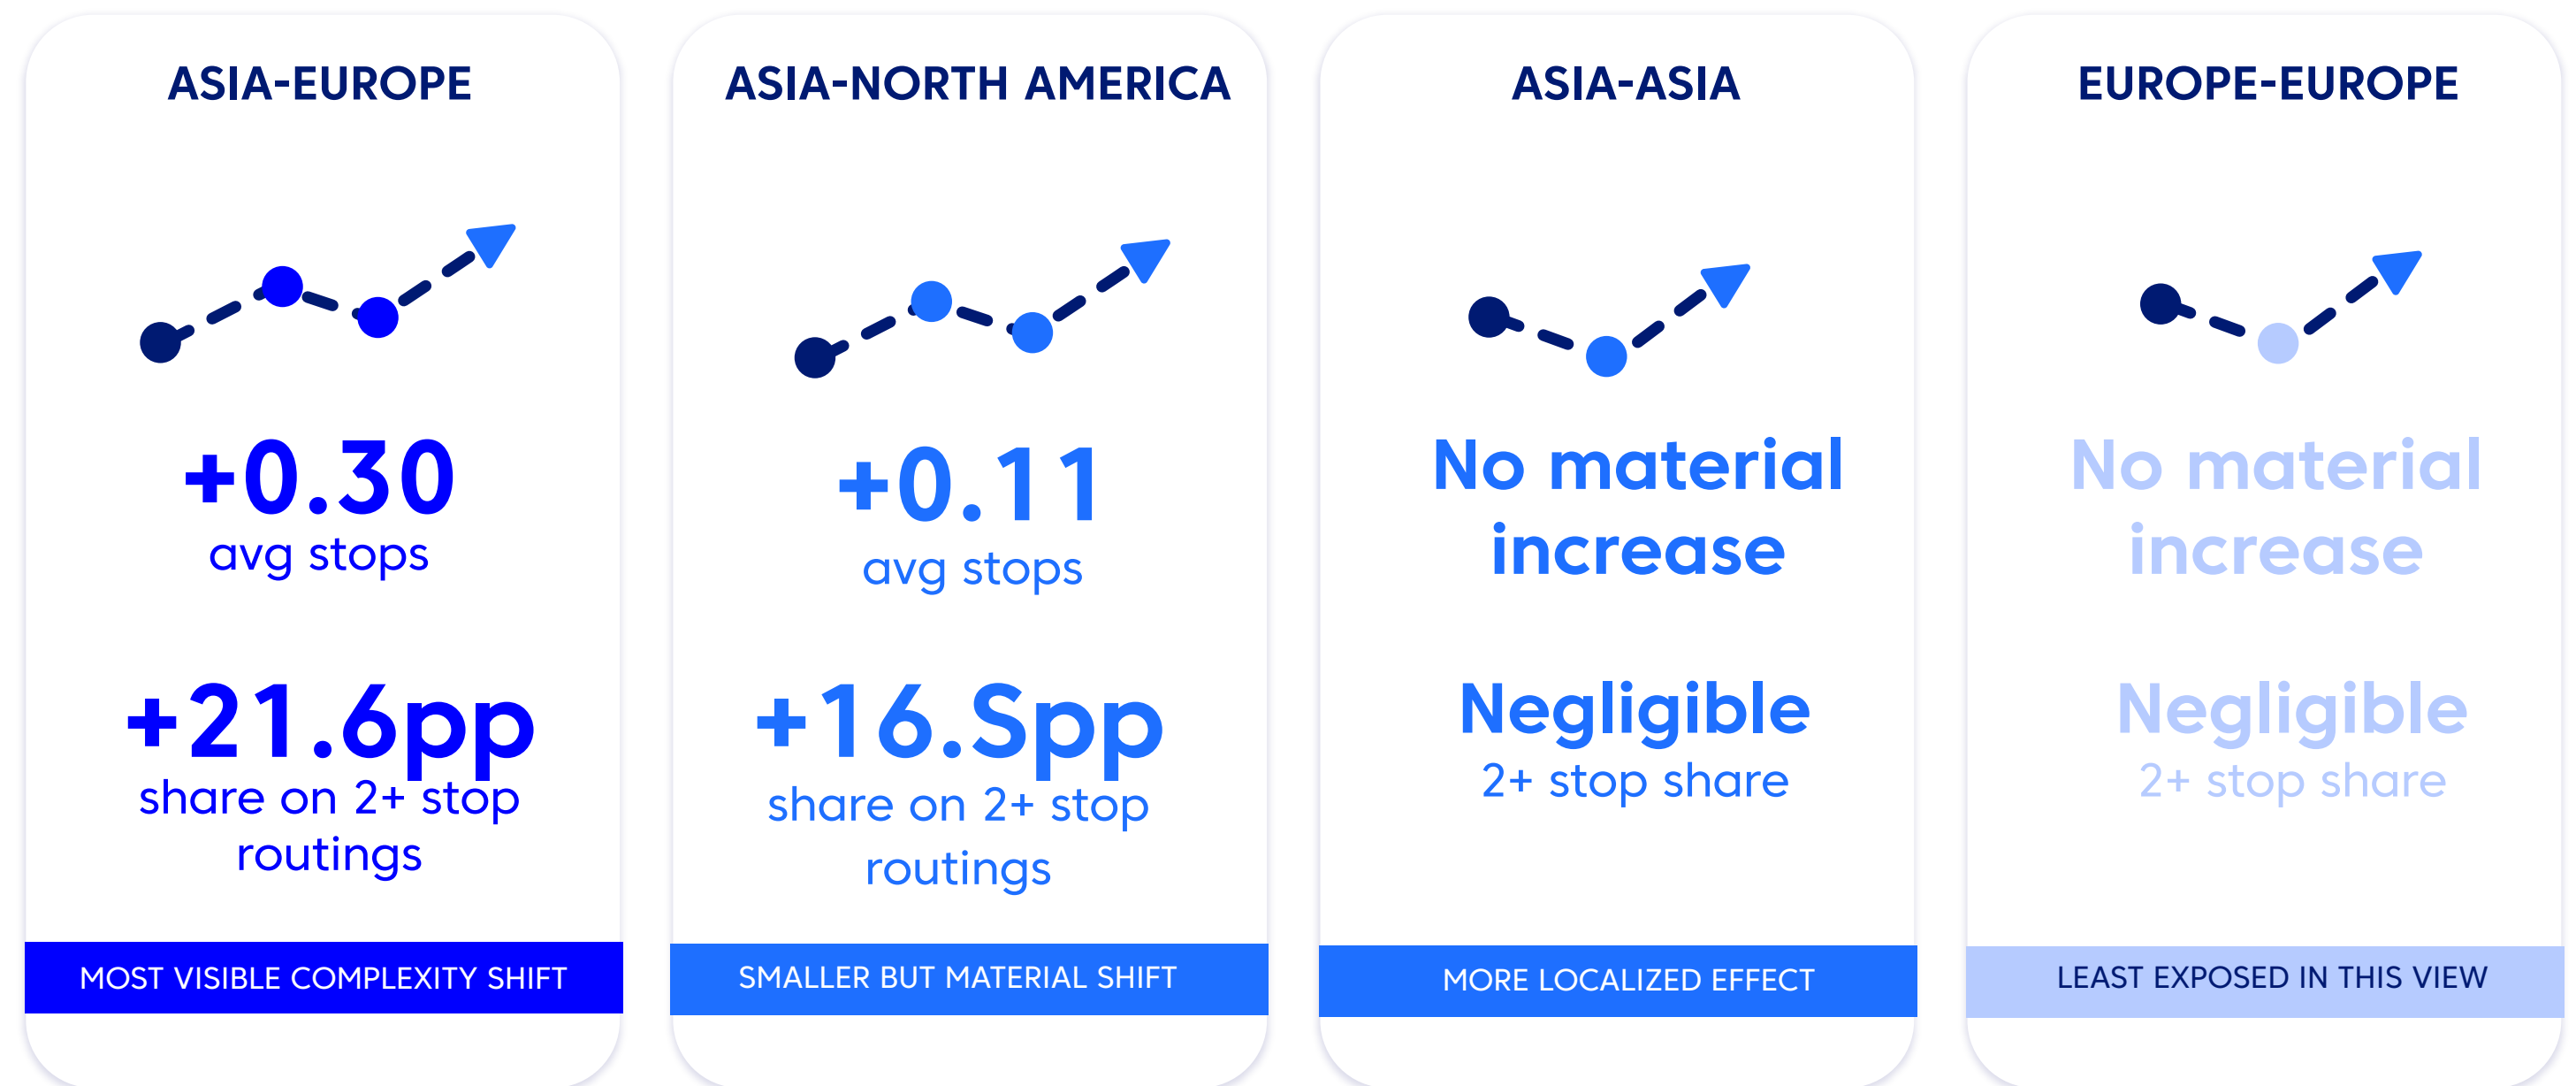 ASIA-EUROPE
+0.30
avg stops
+21.6pp
share on 2+ stop
routings
MOST VISIBLE COMPLEXITY SHIFT
ASIA-NORTH AMERICA
+0.11
avg stops
+16.Spp
share on 2+ stop
routings
SMALLER BUT MATERIAL SHIFT
ASIA-ASIA
No material
increase
Negligible
2+ stop share
MORE LOCALIZED EFFECT
EUROPE-EUROPE
No material
increase
Negligible
2+ stop share
LEAST EXPOSED IN THIS VIEW